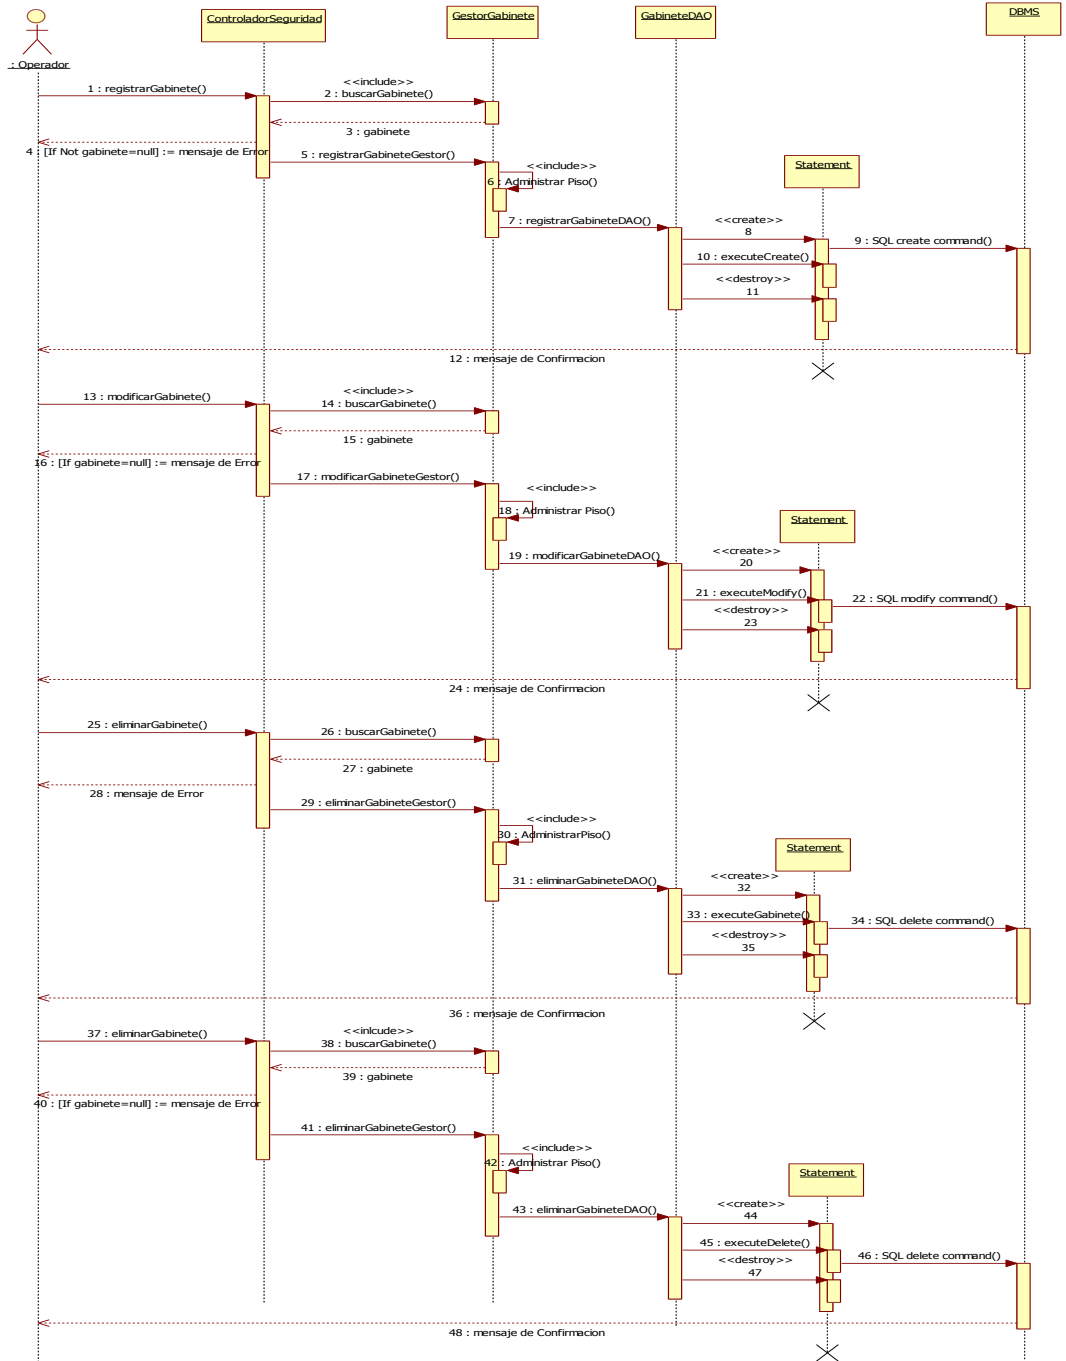 DBMS
ControladorSeguridad
GestorGabinete
GabineteDAO
: Operador
1 : registrarGabinete()
<<include>>
2 : buscarGabinete()
3 : gabinete
4 : [If Not gabinete=null] := mensaje de Error
5 : registrarGabineteGestor()
<<include>>
6 : Administrar Piso()
Statement
7 : registrarGabineteDAO()
<<create>>
8
9 : SQL create command()
10 : executeCreate()
<<destroy>>
11
12 : mensaje de Confirmacion
13 : modificarGabinete()
<<include>>
14 : buscarGabinete()
15 : gabinete
16 : [If gabinete=null] := mensaje de Error
17 : modificarGabineteGestor()
<<include>>
18 : Administrar Piso()
Statement
19 : modificarGabineteDAO()
<<create>>
20
21 : executeModify()
22 : SQL modify command()
<<destroy>>
23
24 : mensaje de Confirmacion
25 : eliminarGabinete()
26 : buscarGabinete()
27 : gabinete
28 : mensaje de Error
29 : eliminarGabineteGestor()
<<include>>
30 : AdministrarPiso()
Statement
31 : eliminarGabineteDAO()
<<create>>
32
33 : executeGabinete()
34 : SQL delete command()
<<destroy>>
35
36 : mensaje de Confirmacion
37 : eliminarGabinete()
<<inlcude>>
38 : buscarGabinete()
39 : gabinete
40 : [If gabinete=null] := mensaje de Error
41 : eliminarGabineteGestor()
<<include>>
42 : Administrar Piso()
Statement
43 : eliminarGabineteDAO()
<<create>>
44
45 : executeDelete()
46 : SQL delete command()
<<destroy>>
47
48 : mensaje de Confirmacion